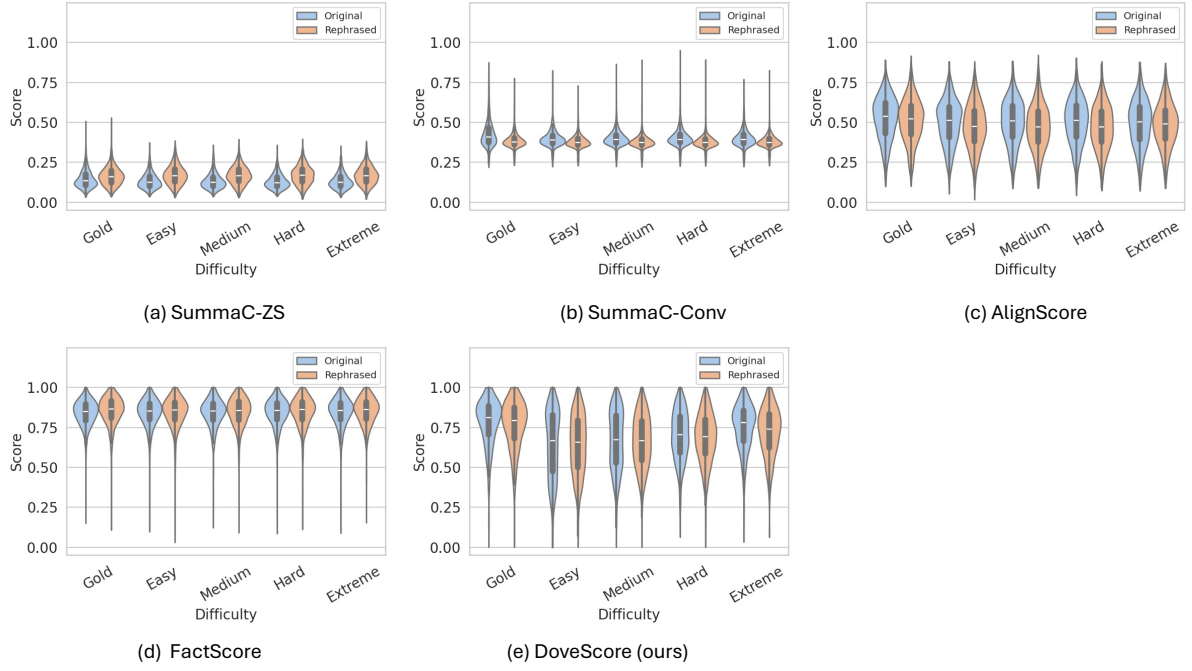 Original
Rephrased
1.00
0.75
0.50
0.25
0.00
Score
Gold
Easy
Medium
Hard
Extreme
Difficulty
(a) SummaC-ZS
Original
Rephrased
1.00
0.75
0.50
0.25
0.00
Score
Gold
Easy
Medium
Hard
Extreme
Difficulty
(b) SummaC-Conv
Original
Rephrased
1.00
0.75
0.50
0.25
0.00
Score
Gold
Easy
Medium
Hard
Extreme
Difficulty
(c) AlignScore
Original
Rephrased
1.00
0.75
0.50
0.25
0.00
Score
Gold
Easy
Medium
Hard
Extreme
Difficulty
(d) FactScore
Original
Rephrased
1.00
0.75
0.50
0.25
0.00
Score
Gold
Easy
Medium
Hard
Extreme
Difficulty
(e) DoveScore (ours)